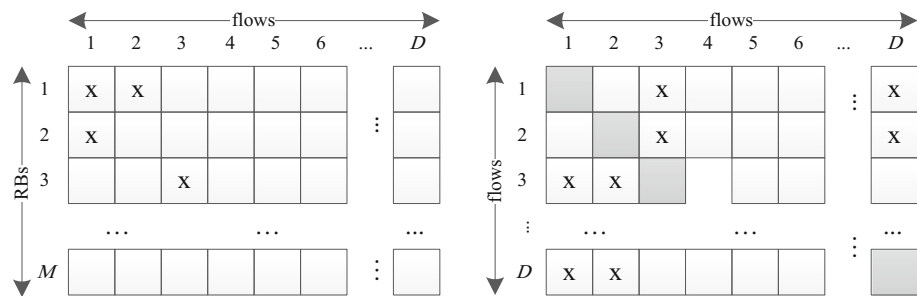 flows
1 2 3 4 5 6 ... D
RBs
1 x x
2 x
⋮
3 x
... ... ...
M ⋮
flows
1 2 3 4 5 6 ... D
flows
1 x x
⋮
2 x x
3 x x
⋮ ... ... ...
D x x ⋮